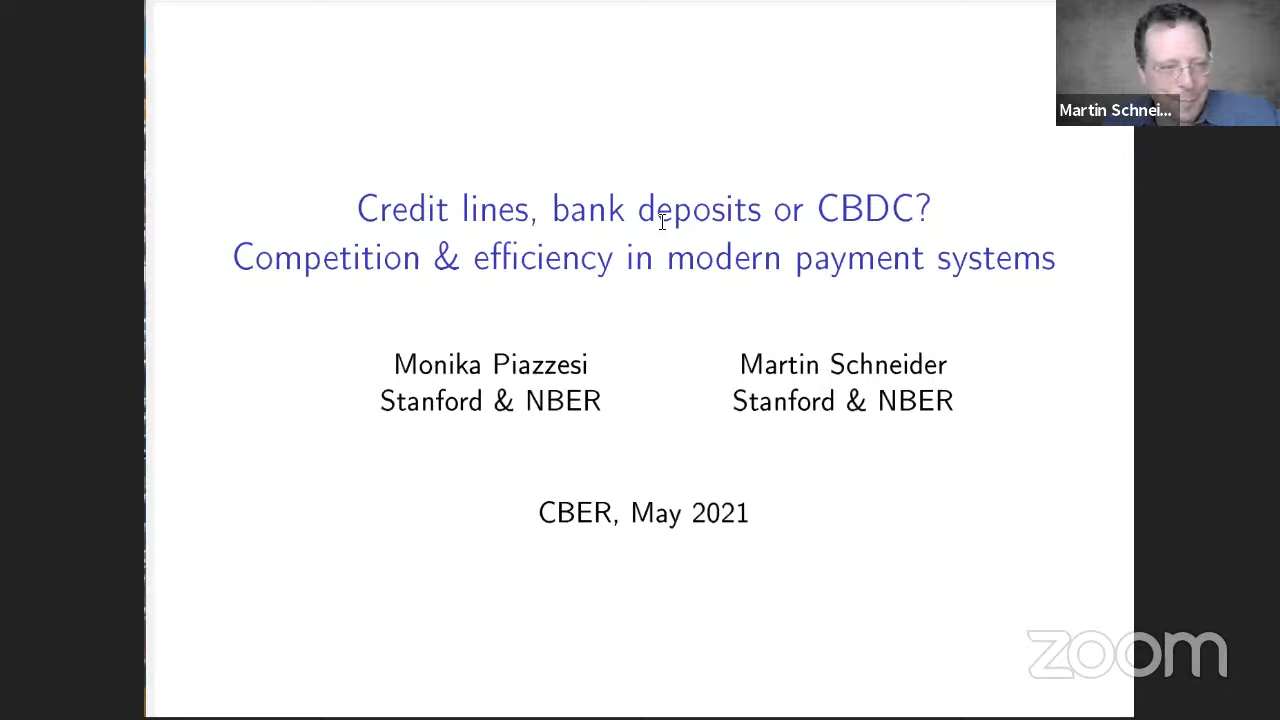 Martin Schnei...
Credit lines, bank deposits or CBDC?
Competition & efficiency in modern payment systems
Monika Piazzesi
Stanford & NBER
Martin Schneider
Stanford & NBER
CBER, May 2021
zoom